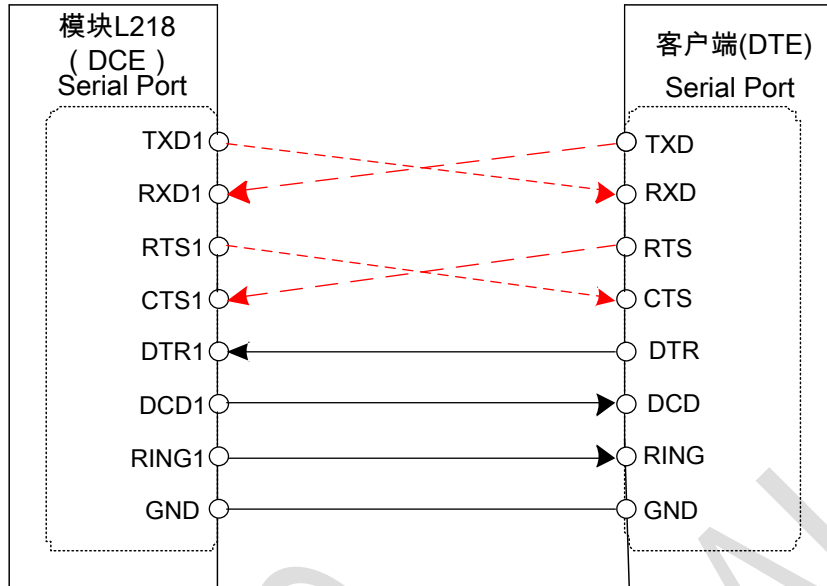 模块L218
（DCE）
Serial Port
TXD1
RXD1
RTS1
CTS1
DTR1
DCD1
RING1
GND
客户端(DTE)
Serial Port
TXD
RXD
RTS
CTS
DTR
DCD
RING
GND